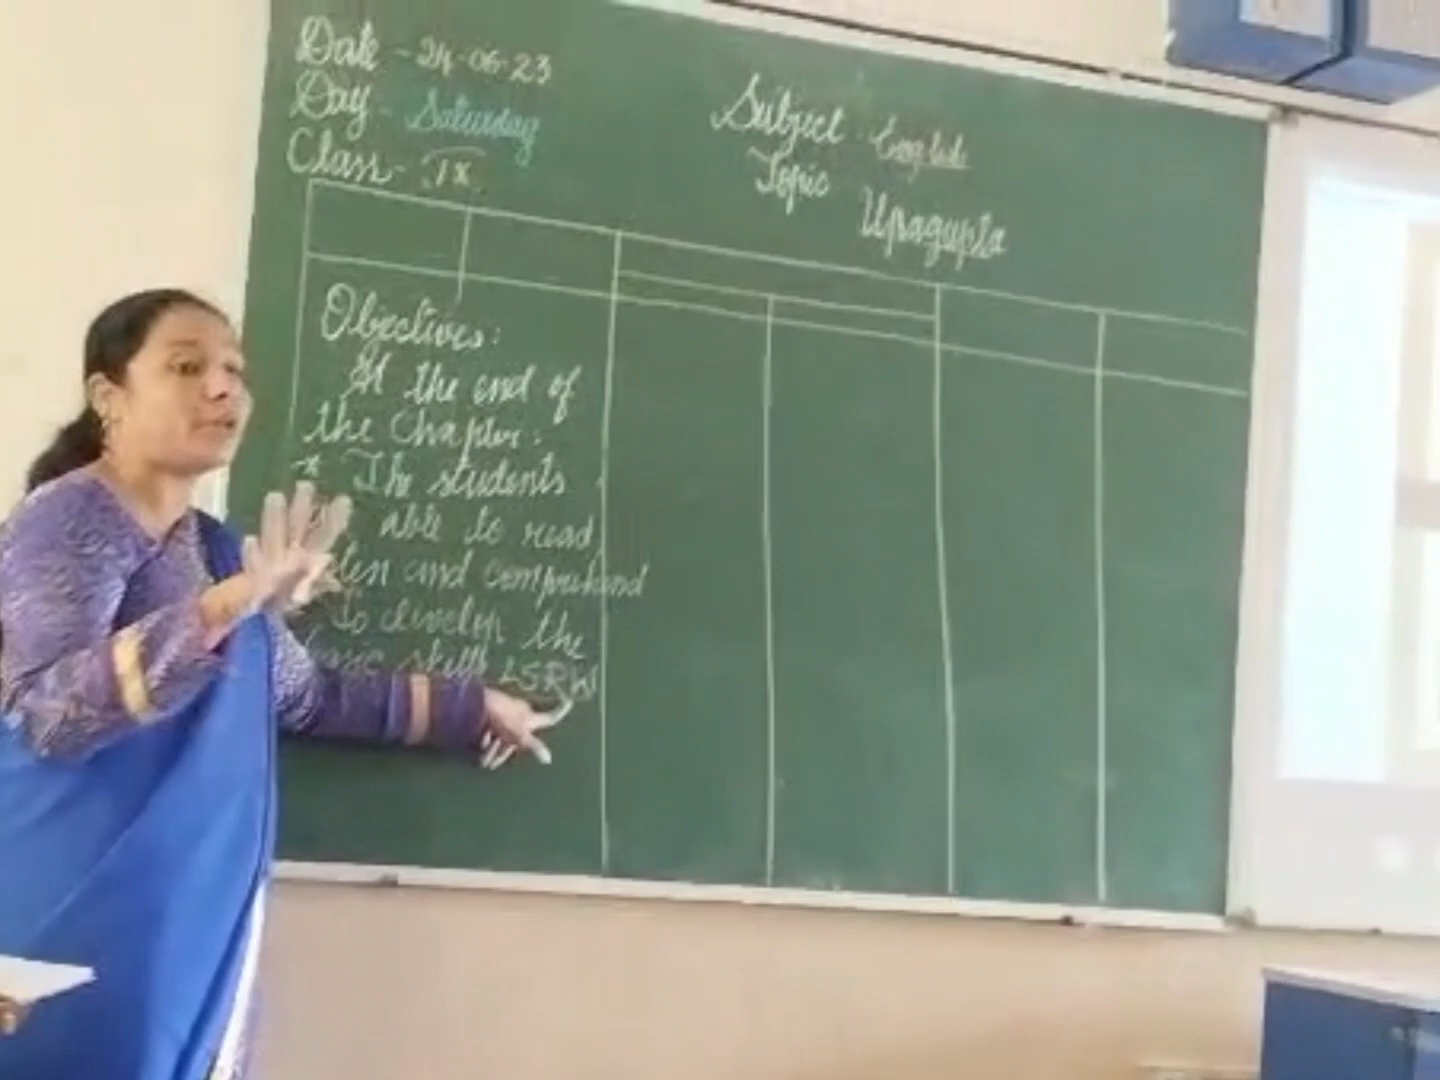 Date - 24-06-23
Day - Saturday
Class - IX
Subject English
Topic Upagupta
Objectives:
At the end of
the Chapter:
* The students
able to read,
and comprehend
To develop the
skills LSRW